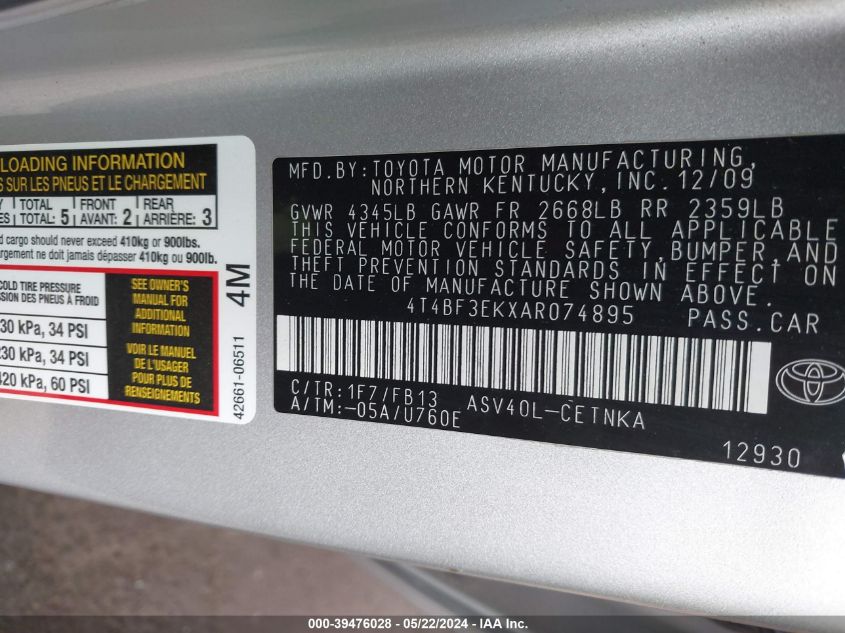 LOADING INFORMATION
SUR LES PNEUS ET LE CHARGEMENT
TOTAL: 5 FRONT AVANT: 2 REAR ARRIÈRE: 3
cargo should never exceed 410kg or 900lbs.
ne doit jamais dépasser 410kg ou 900lb.
COLD TIRE PRESSURE
DES PNEUS À FROID
30 kPa, 34 PSI
230 kPa, 34 PSI
420 kPa, 60 PSI
SEE OWNER'S
MANUAL FOR
ADDITIONAL
INFORMATION
VOIR LE MANUEL
DE L'USAGER
POUR PLUS DE
RENSEIGNEMENTS
4M
42661-06511
MFD.BY:TOYOTA MOTOR MANUFACTURING,
NORTHERN KENTUCKY,INC.12/09
GVWR 4345LB GAWR FR 2668LB RR 2359LB
THIS VEHICLE CONFORMS TO ALL APPLICABLE
FEDERAL MOTOR VEHICLE SAFETY,BUMPER,AND
THEFT PREVENTION STANDARDS IN EFFECT ON
THE DATE OF MANUFACTURE SHOWN ABOVE.
4T4BF3EKXAR074895 PASS.CAR
C/TR:1F7/FB13 ASV40L-CETNKA
A/TM:-05A/U760E
TOYOTA
12930
000-39476028 - 05/22/2024 - IAA Inc.